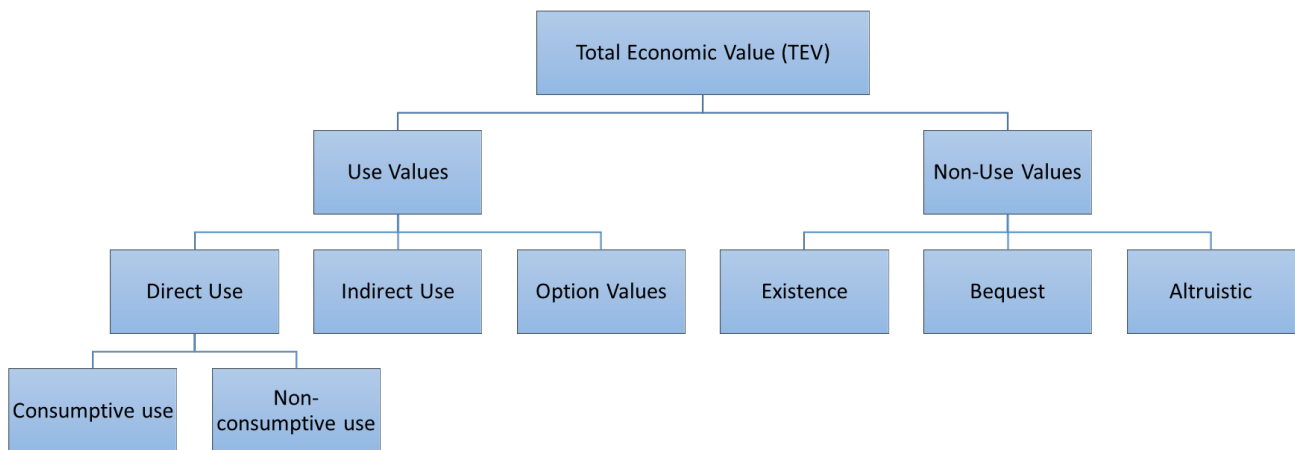 Total Economic Value (TEV)
Use Values
Non-Use Values
Direct Use
Indirect Use
Option Values
Existence
Bequest
Altruistic
Consumptive use
Non-
consumptive use